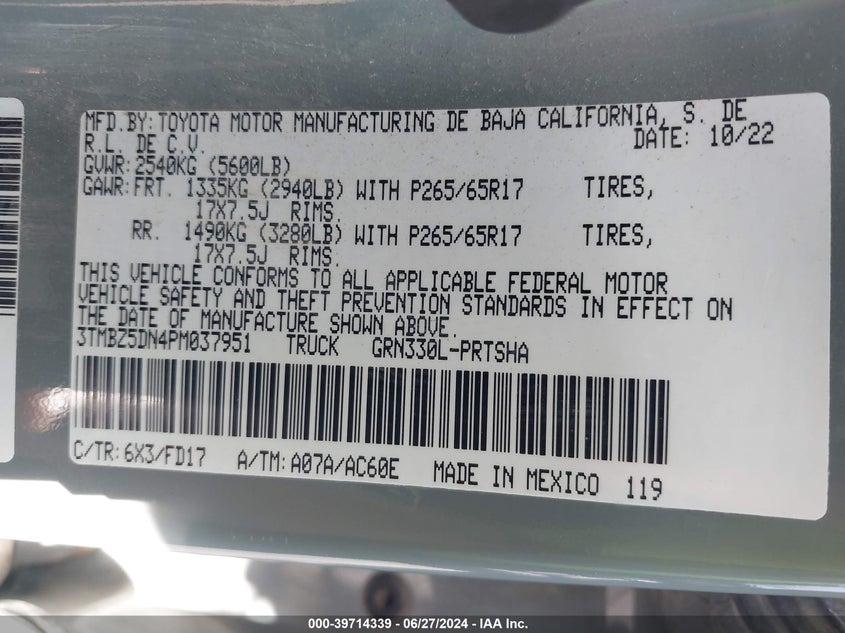 MFD.BY: TOYOTA MOTOR MANUFACTURING DE BAJA CALIFORNIA, S. DE
R.L. DE C.V. DATE: 10/22
GVWR: 2540KG (5600LB)
GAWR: FRT. 1335KG (2940LB) WITH P265/65R17 TIRES,
17X7.5J RIMS.
RR. 1490KG (3280LB) WITH P265/65R17 TIRES,
17X7.5J RIMS.
THIS VEHICLE CONFORMS TO ALL APPLICABLE FEDERAL MOTOR
VEHICLE SAFETY AND THEFT PREVENTION STANDARDS IN EFFECT ON
THE DATE OF MANUFACTURE SHOWN ABOVE.
3TMBZ5DN4PM037951 TRUCK GRN330L-PRTSHA
C/TR: 6X3/FD17 A/TM: A07A/AC60E MADE IN MEXICO 119
000-39714339 / 06/27/2024 / IAA Inc.